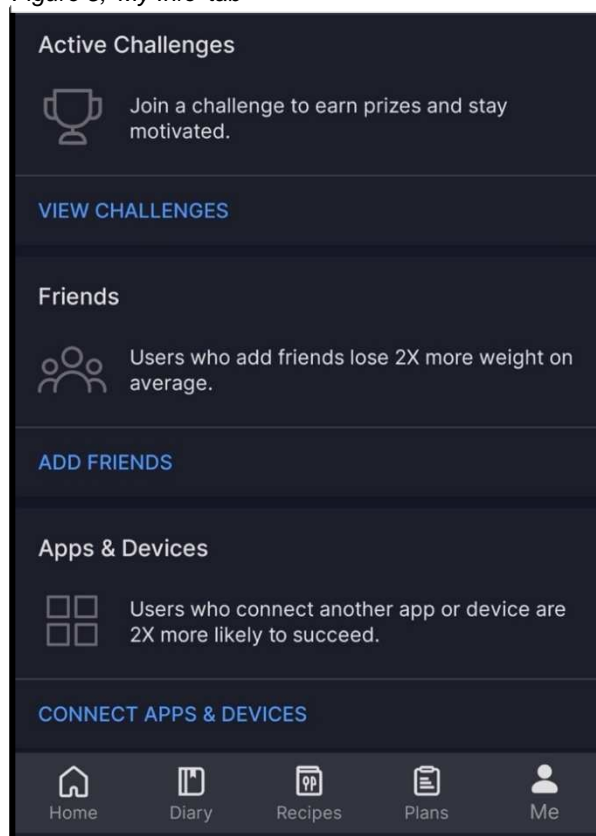 Active Challenges
Join a challenge to earn prizes and stay
motivated.
VIEW CHALLENGES
Friends
Users who add friends lose 2X more weight on
average.
ADD FRIENDS
Apps & Devices
Users who connect another app or device are
2X more likely to succeed.
CONNECT APPS & DEVICES
Home Diary Recipes Plans Me